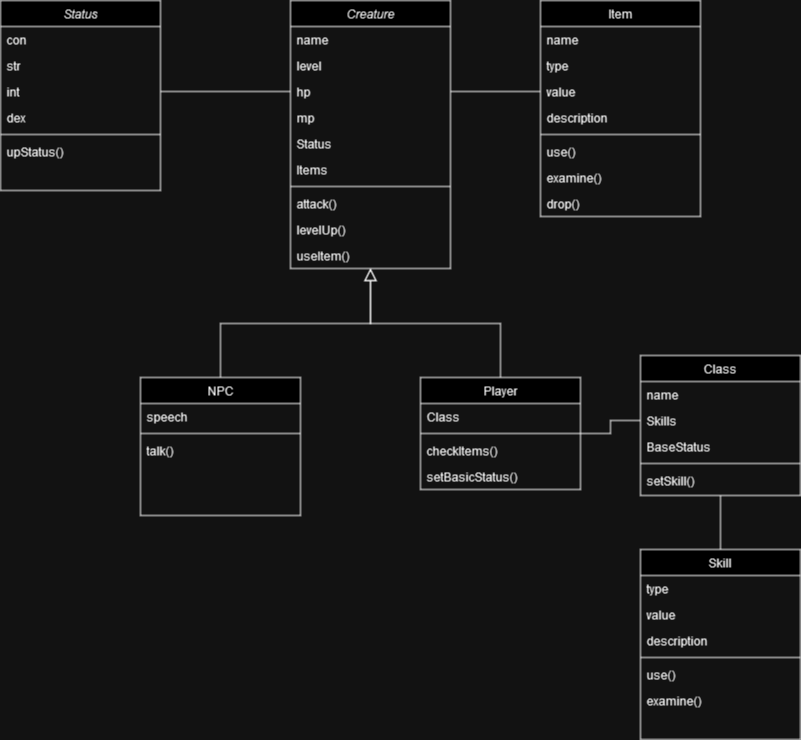 Status
con
str
int
dex
upStatus()
Creature
name
level
hp
mp
Status
Items
attack()
levelUp()
useItem()
Item
name
type
value
description
use()
examine()
drop()
NPC
speech
talk()
Player
Class
checkItems()
setBasicStatus()
Class
name
Skills
BaseStatus
setSkill()
Skill
type
value
description
use()
examine()